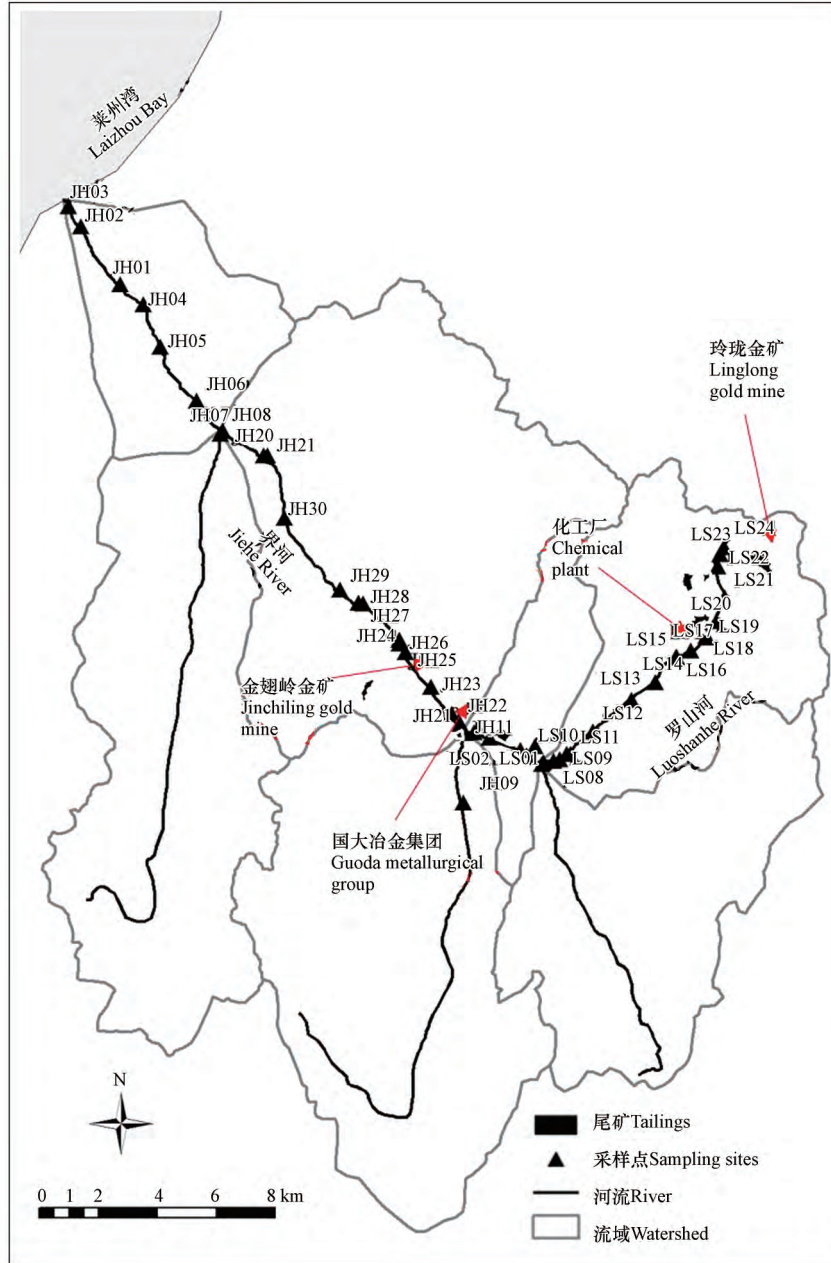 莱州湾
Laizhou Bay
JH03
JH02
JH01
JH04
JH05
JH06
JH07
JH08
JH20
JH21
JH30
界河
Jiehe River
JH29
JH28
JH27
JH24
JH26
JH25
JH23
JH22
JH21
JH11
LS02
LS01
LS10
JH09
LS11
LS09
LS08
LS12
LS13
LS14
LS15
LS16
LS17
LS18
LS19
LS20
LS21
LS22
LS23
LS24
玲珑金矿
Linglong
gold mine
化工厂
Chemical
plant
金翅岭金矿
Jinchiling gold
mine
罗山河
Luoshanhe River
国大冶金集团
Guoda metallurgical
group
N
0 1 2 4 6 8 km
尾矿Tailings
采样点Sampling sites
河流River
流域Watershed